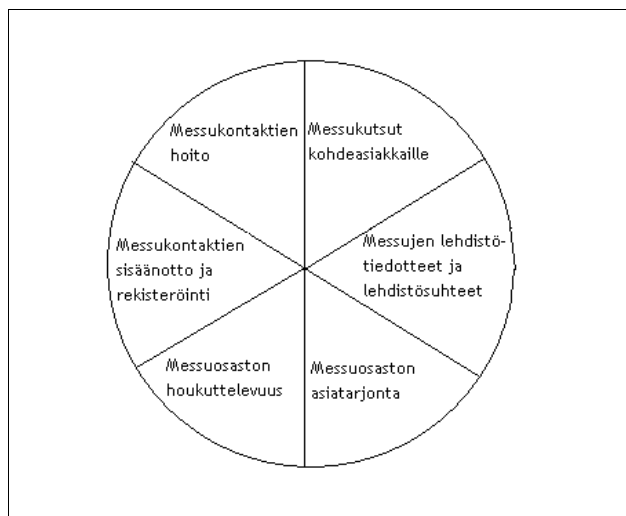 Messukontaktien
hoito
Messukutsut
kohdeasiakkaille
Messukontaktien
sisäänotto ja
rekisteröinti
Messujen lehdistö-
tiedotteet ja
lehdistösuhteet
Messuosaston
houkuttelevuus
Messuosaston
asiatarjonta